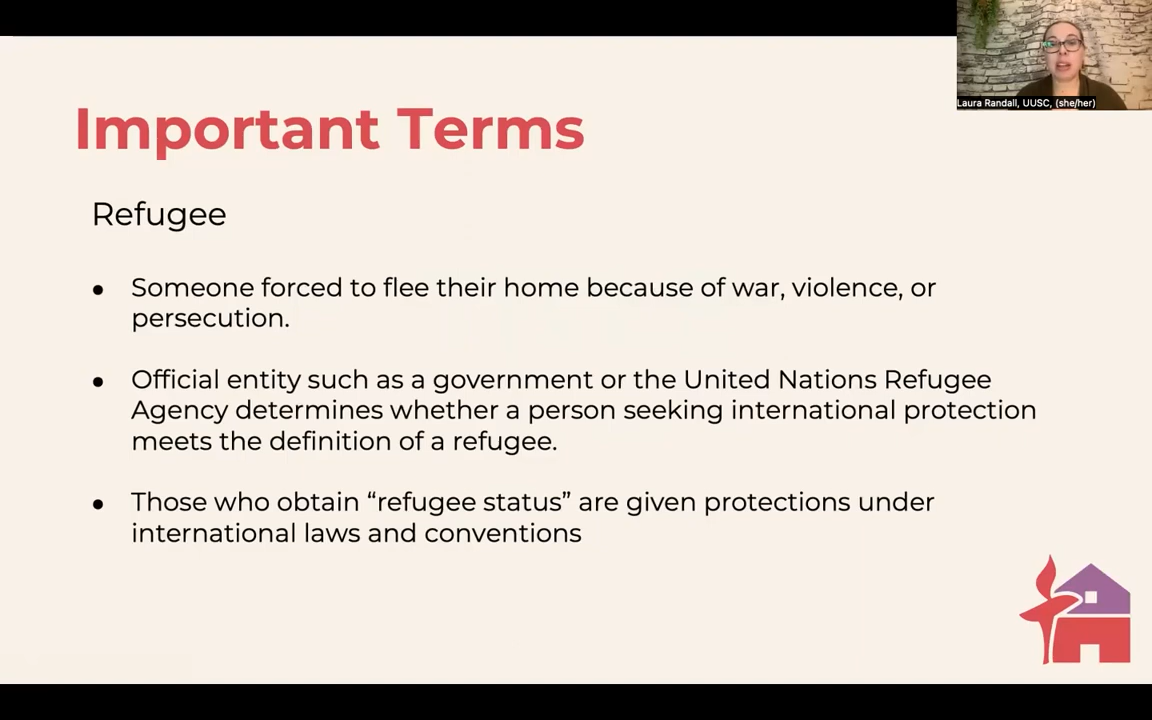 Laura Randall, UUSC, (she/her)
Important Terms
Refugee
● Someone forced to flee their home because of war, violence, or
persecution.
● Official entity such as a government or the United Nations Refugee
Agency determines whether a person seeking international protection
meets the definition of a refugee.
● Those who obtain “refugee status” are given protections under
international laws and conventions